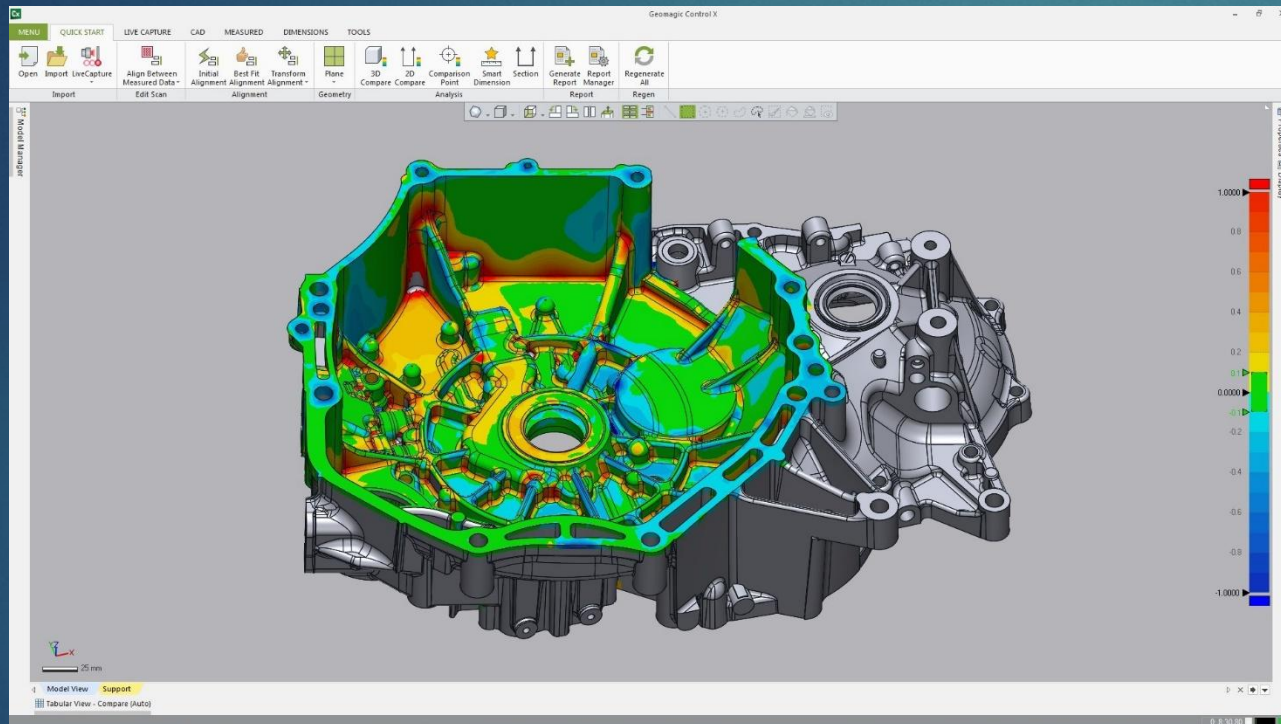 Cx
Geomagic Control X
MENU QUICK START LIVE CAPTURE CAD MEASURED DIMENSIONS TOOLS
Open Import LiveCapture Align Between Measured Data Initial Alignment Best Fit Alignment Transform Alignment Plane 3D Compare 2D Compare Comparison Point Smart Dimension Section Generate Report Report Manager Regenerate All
Import Edit Scan Alignment Geometry Analysis Report Regen
Model Manager
Display
1.0000
0.8
0.6
0.4
0.2
0.1
0.0000
-0.1
-0.2
-0.4
-0.6
-1.0000
Y Z X
25 mm
Model View Support
Tabular View - Compare (Auto)